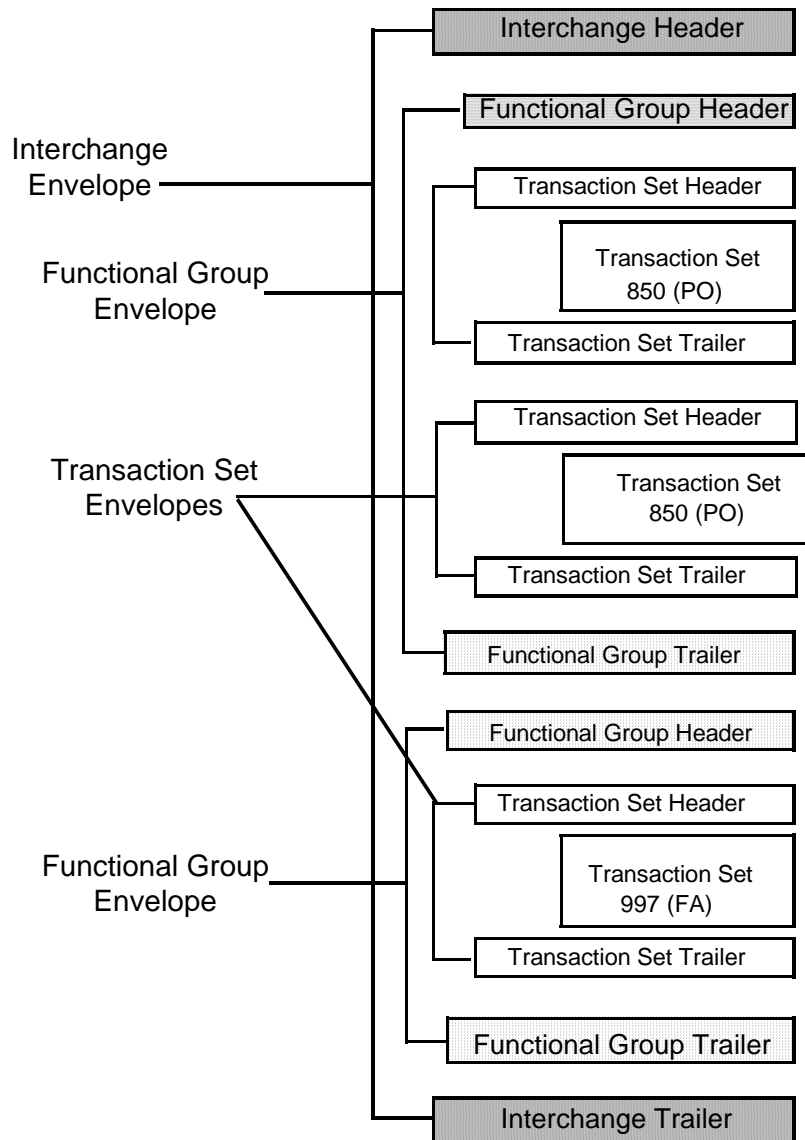 Interchange Header
Functional Group Header
Interchange
Envelope
Transaction Set Header
Transaction Set
850 (PO)
Functional Group
Envelope
Transaction Set Trailer
Transaction Set Header
Transaction Set
Envelopes
Transaction Set
850 (PO)
Transaction Set Trailer
Functional Group Trailer
Functional Group Header
Transaction Set Header
Functional Group
Envelope
Transaction Set
997 (FA)
Transaction Set Trailer
Functional Group Trailer
Interchange Trailer